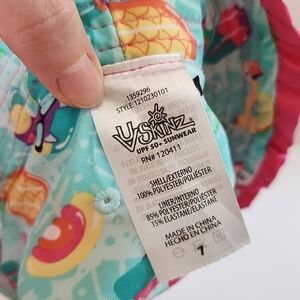 1359296
STYLE:1210230101
UV SKINZ
UPF 50+ SUNWEAR
RN# 120411
SHELL/EXTERNO
100% POLYESTER/POLIÉSTER
LINER/INTERNO
85% POLYESTER/POLIÉSTER
15% ELASTANE/ELASTANE
MADE IN CHINA
HECHO EN CHINA
7